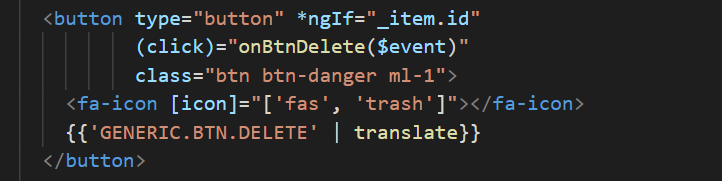 <button type="button" *ngIf="_item.id"
(click)="onBtnDelete($event)"
class="btn btn-danger ml-1">
<fa-icon [icon]="['fas', 'trash']"></fa-icon>
{{'GENERIC.BTN.DELETE' | translate}}
</button>